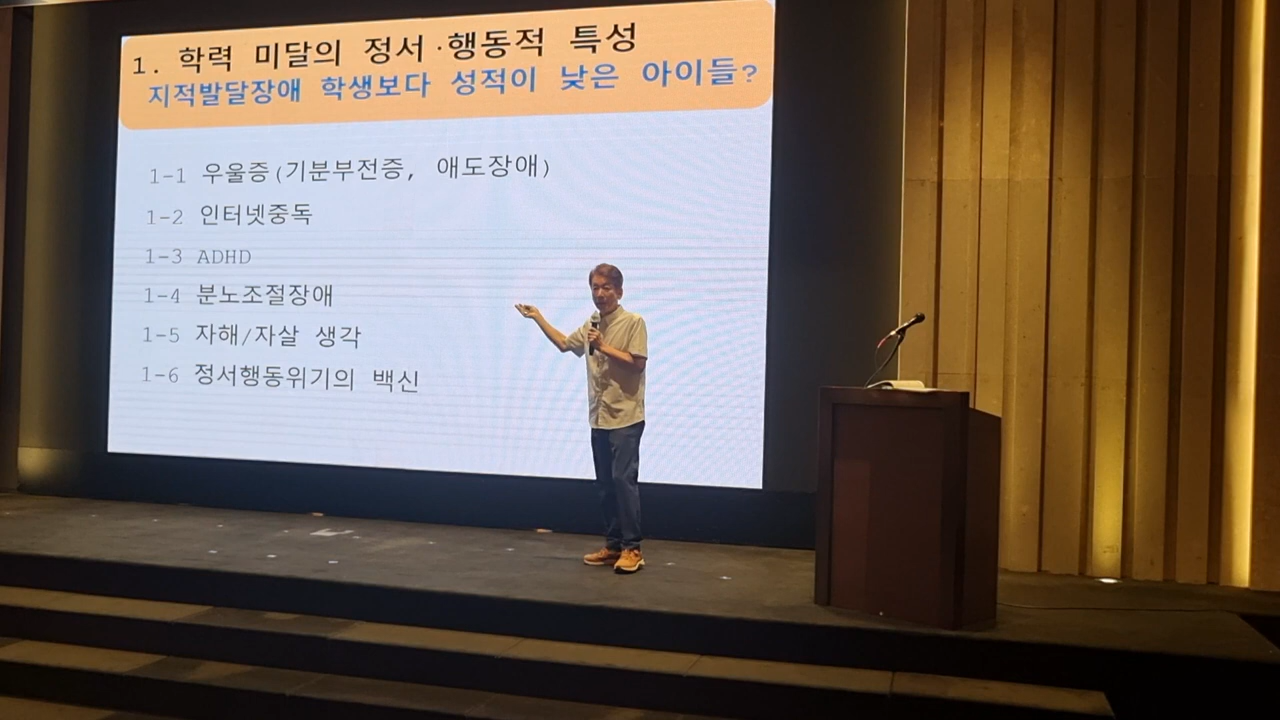 1. 학력 미달의 정서·행동적 특성
지적발달장애 학생보다 성적이 낮은 아이들?
1-1 우울증(기분부전증, 애도장애)
1-2 인터넷중독
1-3 ADHD
1-4 분노조절장애
1-5 자해/자살 생각
1-6 정서행동위기의 백신